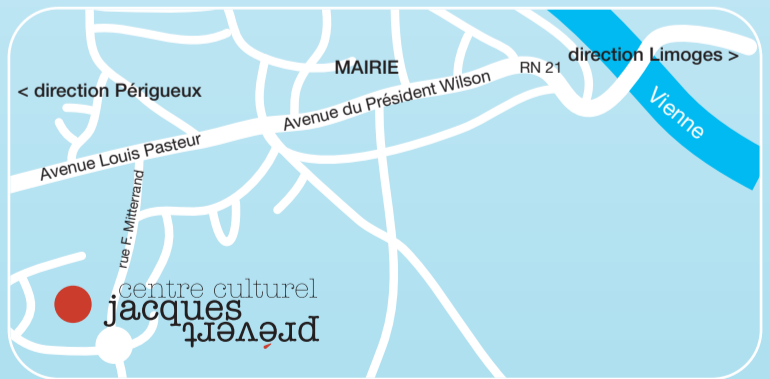 MAIRIE
direction Limoges >
RN 21
< direction Périgueux
Avenue du Président Wilson
Vienne
Avenue Louis Pasteur
rue F. Mitterrand
centre culturel
jacques
prévert